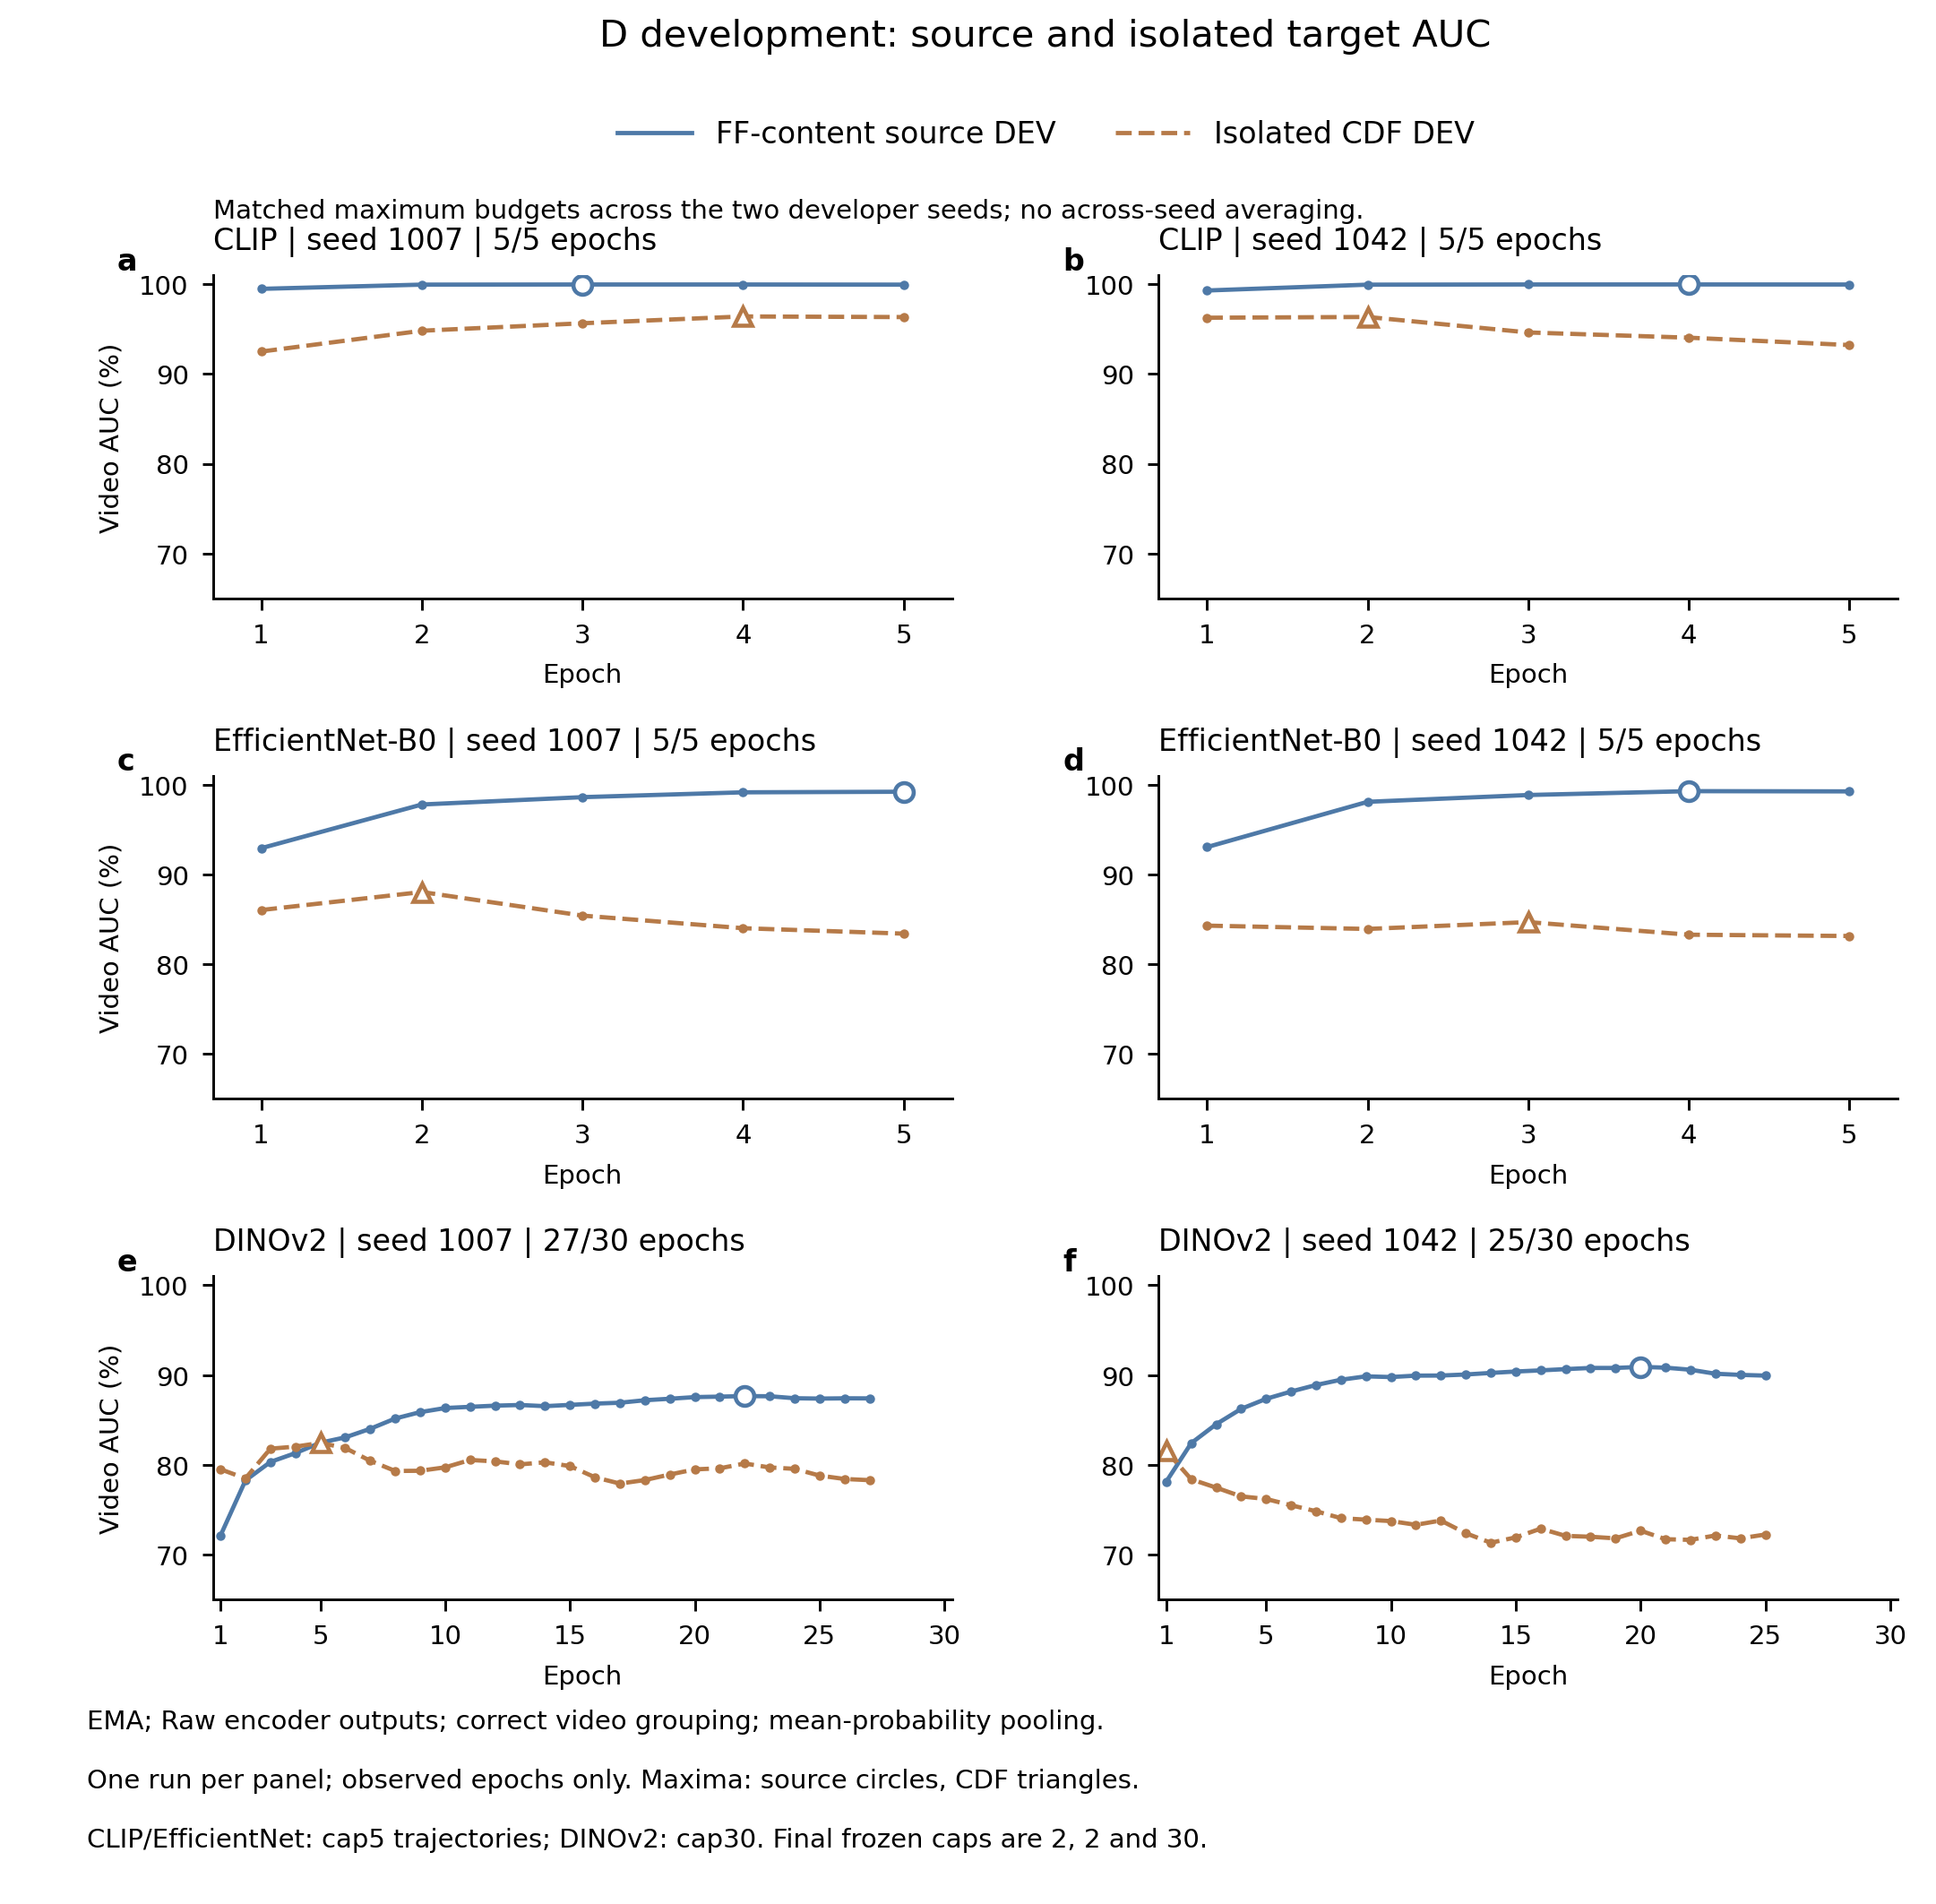 D development: source and isolated target AUC
FF-content source DEV
Isolated CDF DEV
Matched maximum budgets across the two developer seeds; no across-seed averaging.
a
CLIP | seed 1007 | 5/5 epochs
Video AUC (%)
100
90
80
70
1 2 3 4 5
Epoch
b
CLIP | seed 1042 | 5/5 epochs
100
90
80
70
1 2 3 4 5
Epoch
c
EfficientNet-B0 | seed 1007 | 5/5 epochs
Video AUC (%)
100
90
80
70
1 2 3 4 5
Epoch
d
EfficientNet-B0 | seed 1042 | 5/5 epochs
100
90
80
70
1 2 3 4 5
Epoch
e
DINOv2 | seed 1007 | 27/30 epochs
Video AUC (%)
100
90
80
70
1 5 10 15 20 25 30
Epoch
f
DINOv2 | seed 1042 | 25/30 epochs
100
90
80
70
1 5 10 15 20 25 30
Epoch
EMA; Raw encoder outputs; correct video grouping; mean-probability pooling.
One run per panel; observed epochs only. Maxima: source circles, CDF triangles.
CLIP/EfficientNet: cap5 trajectories; DINOv2: cap30. Final frozen caps are 2, 2 and 30.